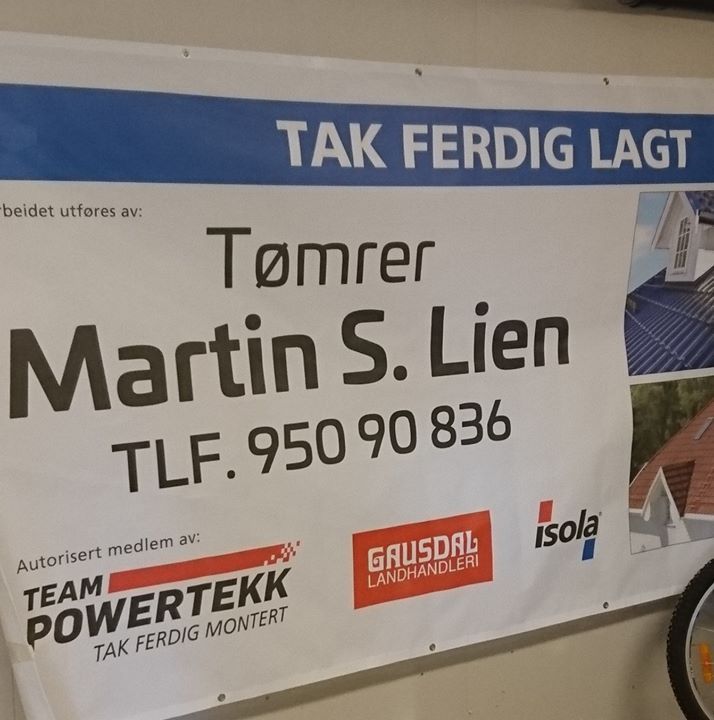 TAK FERDIG LAGT
utføres av:
Tømrer
Martin S. Lien
TLF. 950 90 836
Autorisert medlem av:
TEAM
POWERTEKK
TAK FERDIG MONTERT
GAUSDAL
LANDHANDLERI
isola